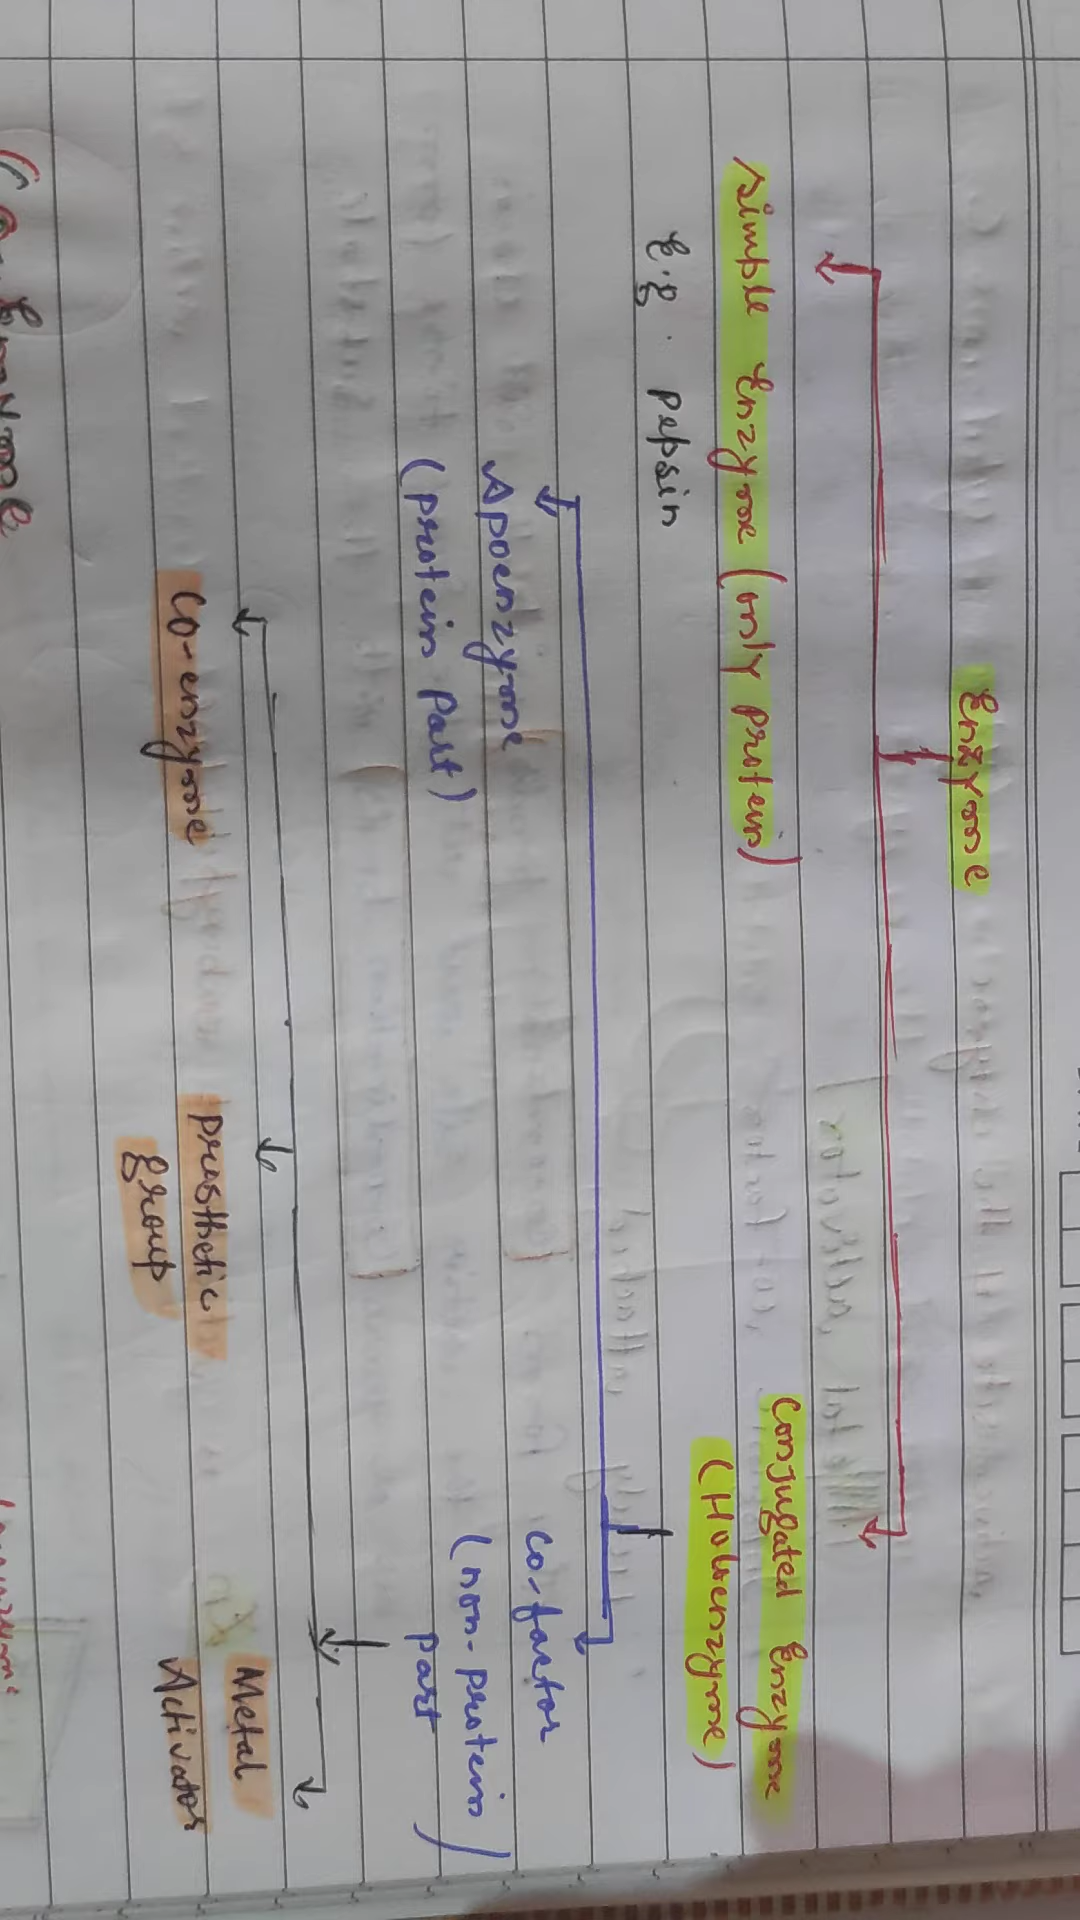 Enzyme
simple Enzyme (only protein)
Conjugated Enzyme
(Holoenzyme)
E.g. pepsin
Apoenzyme
(protein Part)
co-factor
(non-protein
part)
co-enzyme
prosthetic
group
Metal
Activator